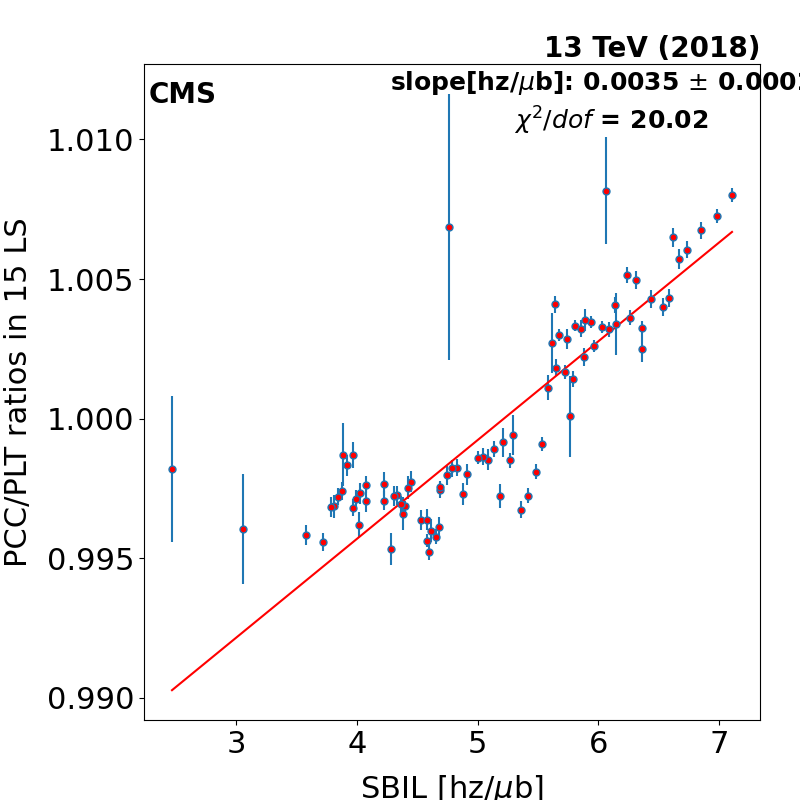 13 TeV (2018)
CMS
slope[hz/μb]: 0.0035 ± 0.000
χ²/dof = 20.02
PCC/PLT ratios in 15 LS
1.010
1.005
1.000
0.995
0.990
3 4 5 6 7
SBIL [hz/μb]